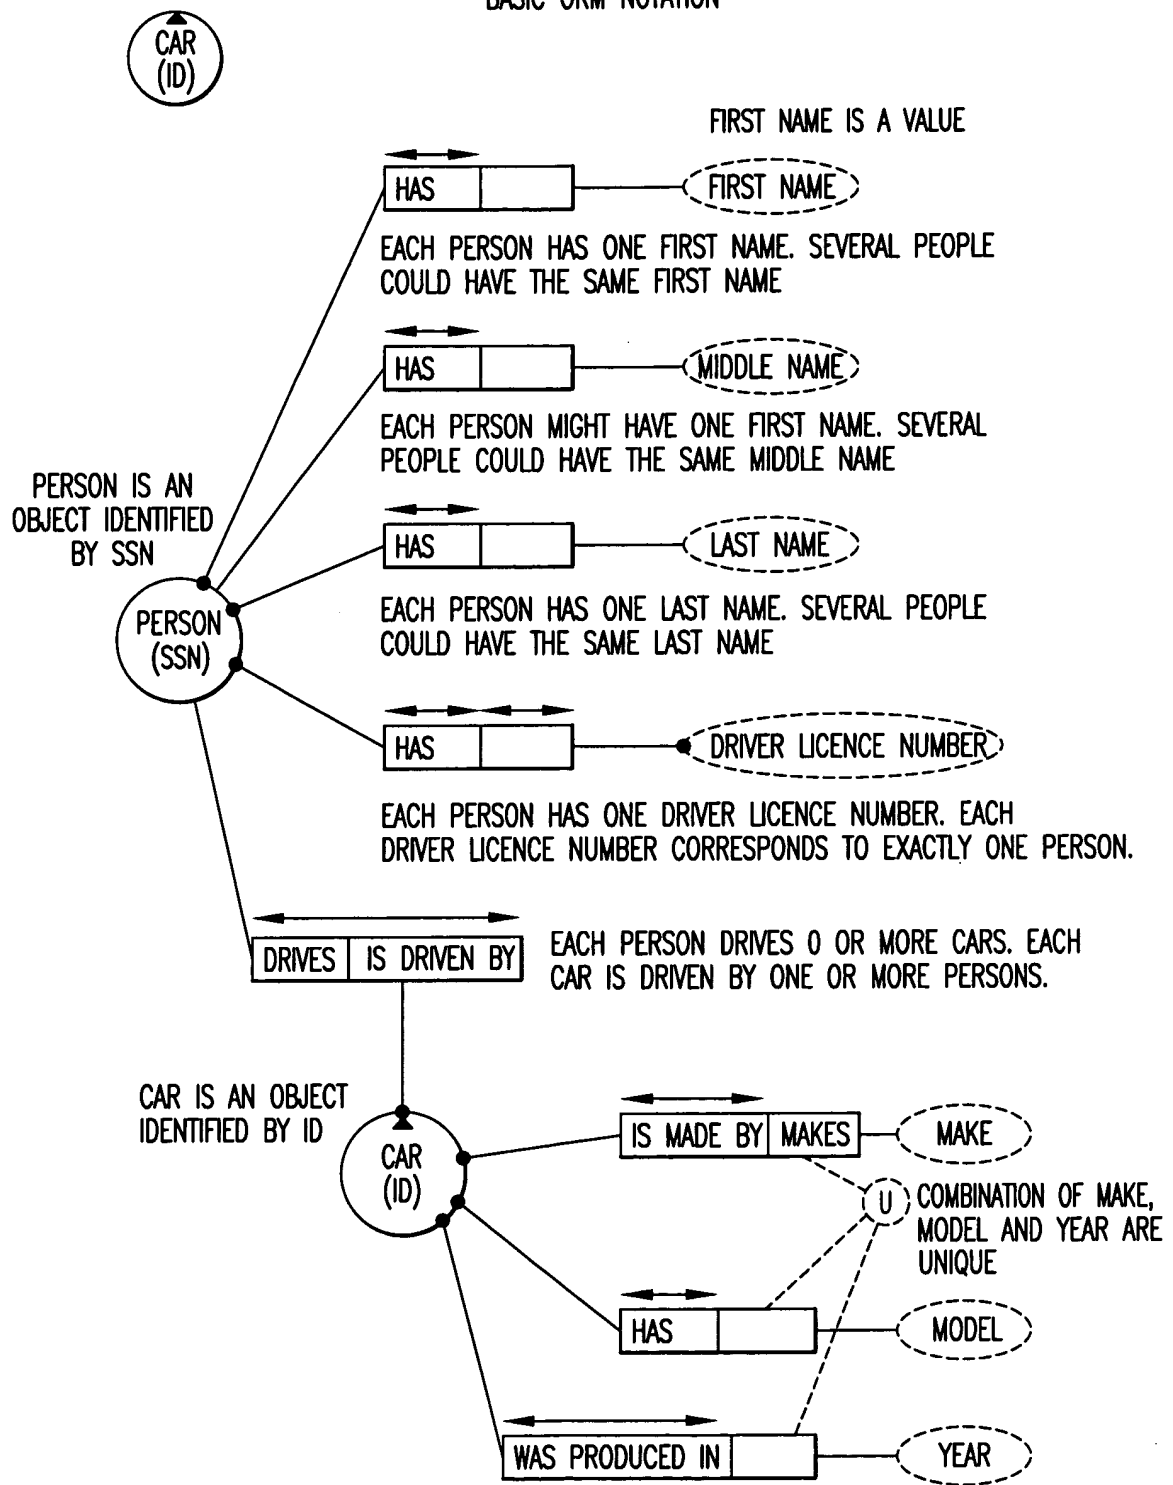 BASIC ORM NOTATION
CAR
(ID)
FIRST NAME IS A VALUE
HAS
FIRST NAME
EACH PERSON HAS ONE FIRST NAME. SEVERAL PEOPLE
COULD HAVE THE SAME FIRST NAME
HAS
MIDDLE NAME
EACH PERSON MIGHT HAVE ONE FIRST NAME. SEVERAL
PEOPLE COULD HAVE THE SAME MIDDLE NAME
PERSON IS AN
OBJECT IDENTIFIED
BY SSN
HAS
LAST NAME
EACH PERSON HAS ONE LAST NAME. SEVERAL PEOPLE
COULD HAVE THE SAME LAST NAME
PERSON
(SSN)
HAS
DRIVER LICENCE NUMBER
EACH PERSON HAS ONE DRIVER LICENCE NUMBER. EACH
DRIVER LICENCE NUMBER CORRESPONDS TO EXACTLY ONE PERSON.
DRIVES
IS DRIVEN BY
EACH PERSON DRIVES 0 OR MORE CARS. EACH
CAR IS DRIVEN BY ONE OR MORE PERSONS.
CAR IS AN OBJECT
IDENTIFIED BY ID
CAR
(ID)
IS MADE BY
MAKES
MAKE
U
COMBINATION OF MAKE,
MODEL AND YEAR ARE
UNIQUE
HAS
MODEL
WAS PRODUCED IN
YEAR